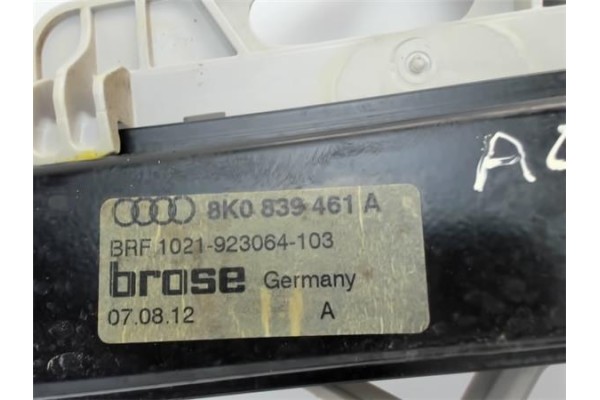 8K0 839 461 A
BRF 1021-923064-103
brose Germany
07.08.12 A